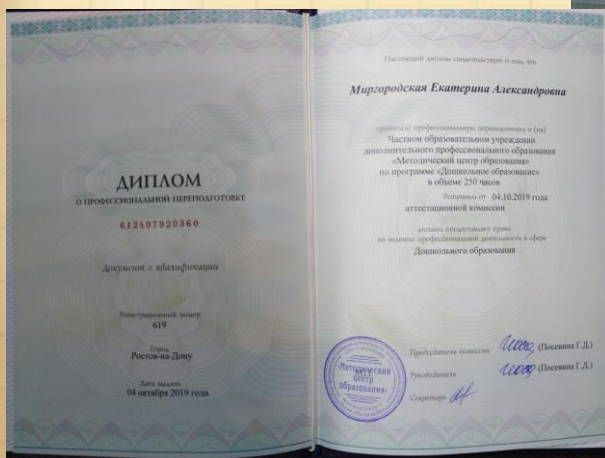 ДИПЛОМ
О ПРОФЕССИОНАЛЬНОЙ ПЕРЕПОДГОТОВКЕ
612407920360
Документ о квалификации
Регистрационный номер
619
Город
Ростов-на-Дону
Дата выдачи
04 октября 2019 года
Настоящий диплом свидетельствует о том, что
Миргородская Екатерина Александровна
прошел(а) профессиональную переподготовку в (на)
Частном образовательном учреждении
дополнительного профессионального образования
«Методический центр образования»
по программе «Дошкольное образование»
в объеме 250 часов
Решением от 04.10.2019 года
аттестационной комиссии
диплом предоставляет право
на ведение профессиональной деятельности в сфере
Дошкольного образования
Председатель комиссии (Посевина Г.Д.)
Руководитель (Посевина Г.Д.)
Секретарь
«Методический
центр
образования»